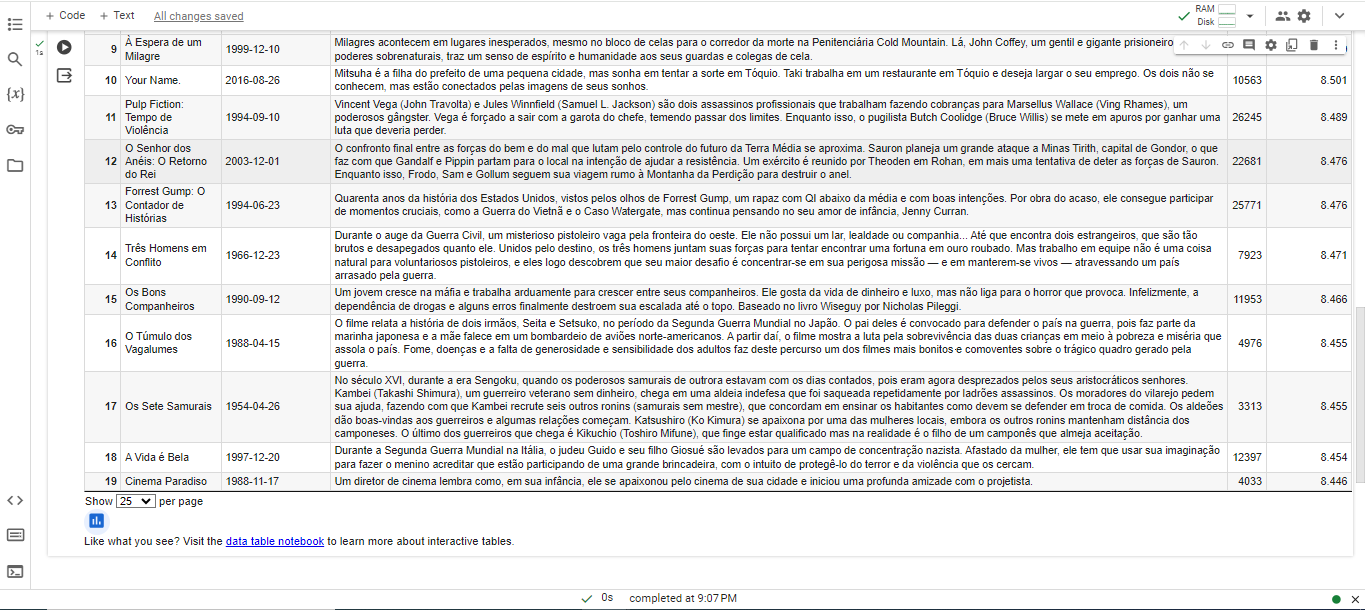 + Code + Text All changes saved
RAM
Disk
1s
{x}
9 À Espera de um Milagre 1999-12-10 Milagres acontecem em lugares inesperados, mesmo no bloco de celas para o corredor da morte na Penitenciária Cold Mountain. Lá, John Coffey, um gentil e gigante prisioneiro
poderes sobrenaturais, traz um senso de espírito e humanidade aos seus guardas e colegas de cela.
10 Your Name. 2016-08-26 Mitsuha é a filha do prefeito de uma pequena cidade, mas sonha em tentar a sorte em Tóquio. Taki trabalha em um restaurante em Tóquio e deseja largar o seu emprego. Os dois não se
conhecem, mas estão conectados pelas imagens de seus sonhos. 10563 8.501
11 Pulp Fiction: Tempo de Violência 1994-09-10 Vincent Vega (John Travolta) e Jules Winnfield (Samuel L. Jackson) são dois assassinos profissionais que trabalham fazendo cobranças para Marsellus Wallace (Ving Rhames), um
poderosos gângster. Vega é forçado a sair com a garota do chefe, temendo passar dos limites. Enquanto isso, o pugilista Butch Coolidge (Bruce Willis) se mete em apuros por ganhar uma
luta que deveria perder. 26245 8.489
12 O Senhor dos Anéis: O Retorno do Rei 2003-12-01 O confronto final entre as forças do bem e do mal que lutam pelo controle do futuro da Terra Média se aproxima. Sauron planeja um grande ataque a Minas Tirith, capital de Gondor, o que
faz com que Gandalf e Pippin partam para o local na intenção de ajudar a resistência. Um exército é reunido por Theoden em Rohan, em mais uma tentativa de deter as forças de Sauron.
Enquanto isso, Frodo, Sam e Gollum seguem sua viagem rumo à Montanha da Perdição para destruir o anel. 22681 8.476
13 Forrest Gump: O Contador de Histórias 1994-06-23 Quarenta anos da história dos Estados Unidos, vistos pelos olhos de Forrest Gump, um rapaz com QI abaixo da média e com boas intenções. Por obra do acaso, ele consegue participar
de momentos cruciais, como a Guerra do Vietnã e o Caso Watergate, mas continua pensando no seu amor de infância, Jenny Curran. 25771 8.476
14 Três Homens em Conflito 1966-12-23 Durante o auge da Guerra Civil, um misterioso pistoleiro vaga pela fronteira do oeste. Ele não possui um lar, lealdade ou companhia... Até que encontra dois estrangeiros, que são tão
brutos e desapegados quanto ele. Unidos pelo destino, os três homens juntam suas forças para tentar encontrar uma fortuna em ouro roubado. Mas trabalho em equipe não é uma coisa
natural para voluntariosos pistoleiros, e eles logo descobrem que seu maior desafio é concentrar-se em sua perigosa missão — e em manterem-se vivos — atravessando um país
arrasado pela guerra. 7923 8.471
15 Os Bons Companheiros 1990-09-12 Um jovem cresce na máfia e trabalha arduamente para crescer entre seus companheiros. Ele gosta da vida de dinheiro e luxo, mas não liga para o horror que provoca. Infelizmente, a
dependência de drogas e alguns erros finalmente destroem sua escalada até o topo. Baseado no livro Wiseguy por Nicholas Pileggi. 11953 8.466
16 O Túmulo dos Vagalumes 1988-04-15 O filme relata a história de dois irmãos, Seita e Setsuko, no período da Segunda Guerra Mundial no Japão. O pai deles é convocado para defender o país na guerra, pois faz parte da
marinha japonesa e a mãe falece em um bombardeio de aviões norte-americanos. A partir daí, o filme mostra a luta pela sobrevivência das duas crianças em meio à pobreza e miséria que
assola o país. Fome, doenças e a falta de generosidade e sensibilidade dos adultos faz deste percurso um dos filmes mais bonitos e comoventes sobre o trágico quadro gerado pela
guerra. 4976 8.455
17 Os Sete Samurais 1954-04-26 No século XVI, durante a era Sengoku, quando os poderosos samurais de outrora estavam com os dias contados, pois eram agora desprezados pelos seus aristocráticos senhores.
Kambei (Takashi Shimura), um guerreiro veterano sem dinheiro, chega em uma aldeia indefesa que foi saqueada repetidamente por ladrões assassinos. Os moradores do vilarejo pedem
sua ajuda, fazendo com que Kambei recrute seis outros ronins (samurais sem mestre), que concordam em ensinar os habitantes como devem se defender em troca de comida. Os aldeões
dão boas-vindas aos guerreiros e algumas relações começam. Katsushiro (Ko Kimura) se apaixona por uma das mulheres locais, embora os outros ronins mantenham distância dos
camponeses. O último dos guerreiros que chega é Kikuchio (Toshiro Mifune), que finge estar qualificado mas na realidade é o filho de um camponês que almeja aceitação. 3313 8.455
18 A Vida é Bela 1997-12-20 Durante a Segunda Guerra Mundial na Itália, o judeu Guido e seu filho Giosué são levados para um campo de concentração nazista. Afastado da mulher, ele tem que usar sua imaginação
para fazer o menino acreditar que estão participando de uma grande brincadeira, com o intuito de protegê-lo do terror e da violência que os cercam. 12397 8.454
19 Cinema Paradiso 1988-11-17 Um diretor de cinema lembra como, em sua infância, ele se apaixonou pelo cinema de sua cidade e iniciou uma profunda amizade com o projetista. 4033 8.446
Show 25 per page
Like what you see? Visit the data table notebook to learn more about interactive tables.
0s completed at 9:07 PM